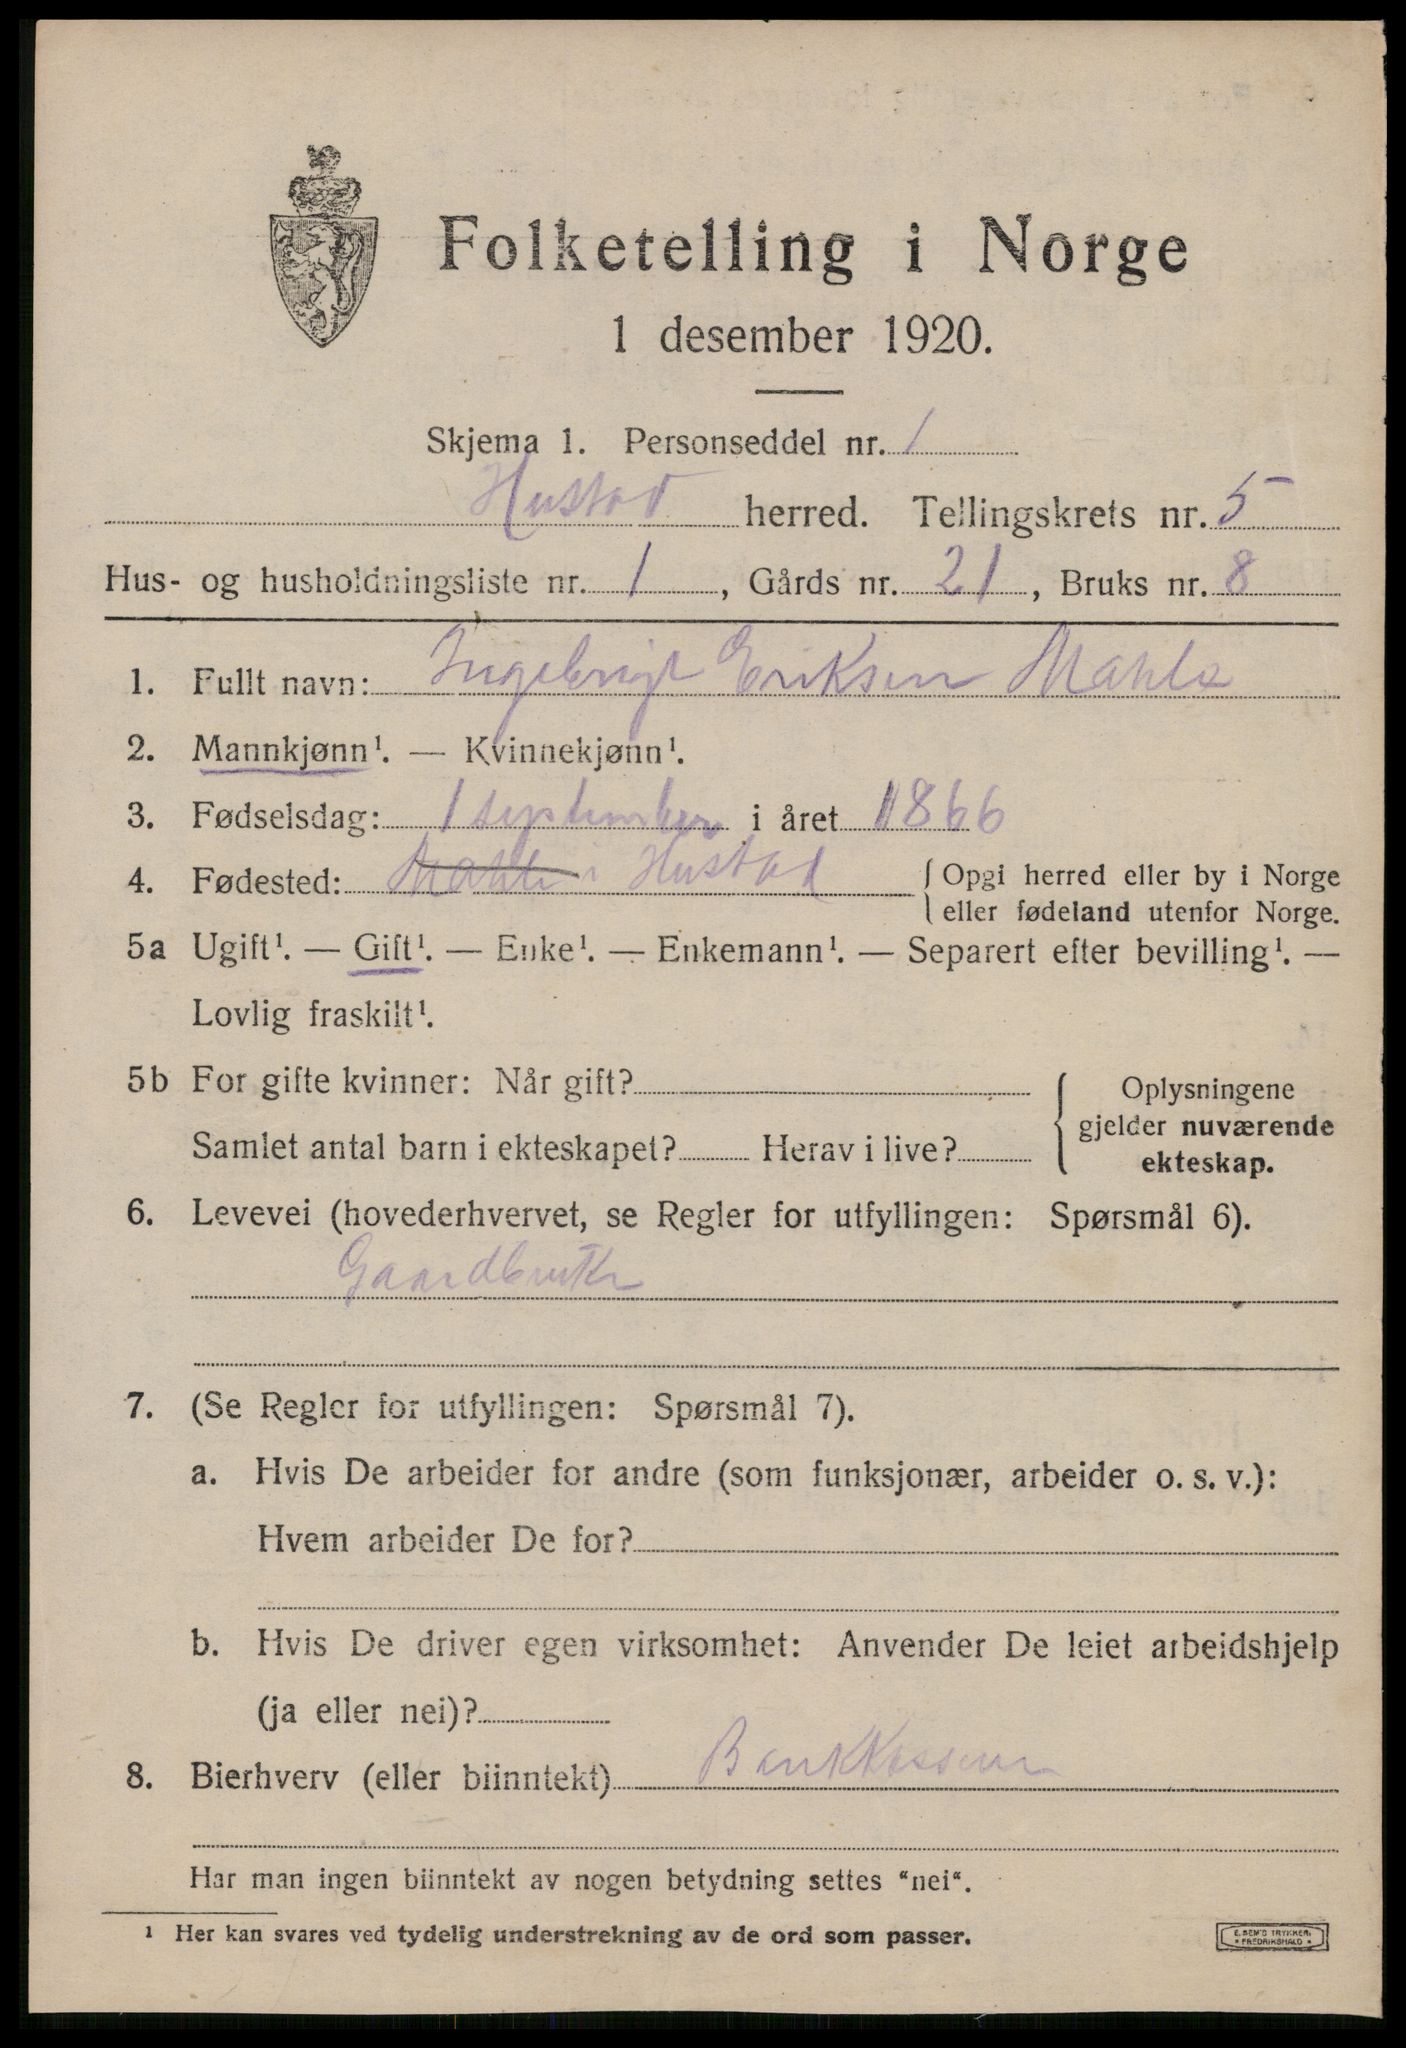 Folketelling i Norge
1 desember 1920.
Skjema 1. Personseddel nr. 1
Hustad herred. Tellingskrets nr. 5
Hus- og husholdningsliste nr. 1, Gårds nr. 21, Bruks nr. 8
1. Fullt navn: Ingebrigt Eriksen Mahle
2. Mannkjønn¹. — Kvinnekjønn¹.
3. Fødselsdag: 1 september i året 1866
4. Fødested: Mahle i Hustad { Opgi herred eller by i Norge
eller fødeland utenfor Norge.
5a Ugift¹. — Gift¹. — Enke¹. — Enkemann¹. — Separert efter bevilling¹. —
Lovlig fraskilt¹.
5b For gifte kvinner: Når gift?
Samlet antal barn i ekteskapet? Herav i live?
{ Oplysningene
gjelder nuværende
ekteskap.
6. Levevei (hovederhvervet, se Regler for utfyllingen: Spørsmål 6).
Gaardbruker
7. (Se Regler for utfyllingen: Spørsmål 7).
a. Hvis De arbeider for andre (som funksjonær, arbeider o. s. v.):
Hvem arbeider De for?
b. Hvis De driver egen virksomhet: Anvender De leiet arbeidshjelp
(ja eller nei)?
8. Bierhverv (eller biinntekt) Bankkasserer
Har man ingen biinntekt av nogen betydning settes “nei“.
¹ Her kan svares ved tydelig understrekning av de ord som passer.
E. SEM'S TRYKKERI
* FREDRIKSHALD *